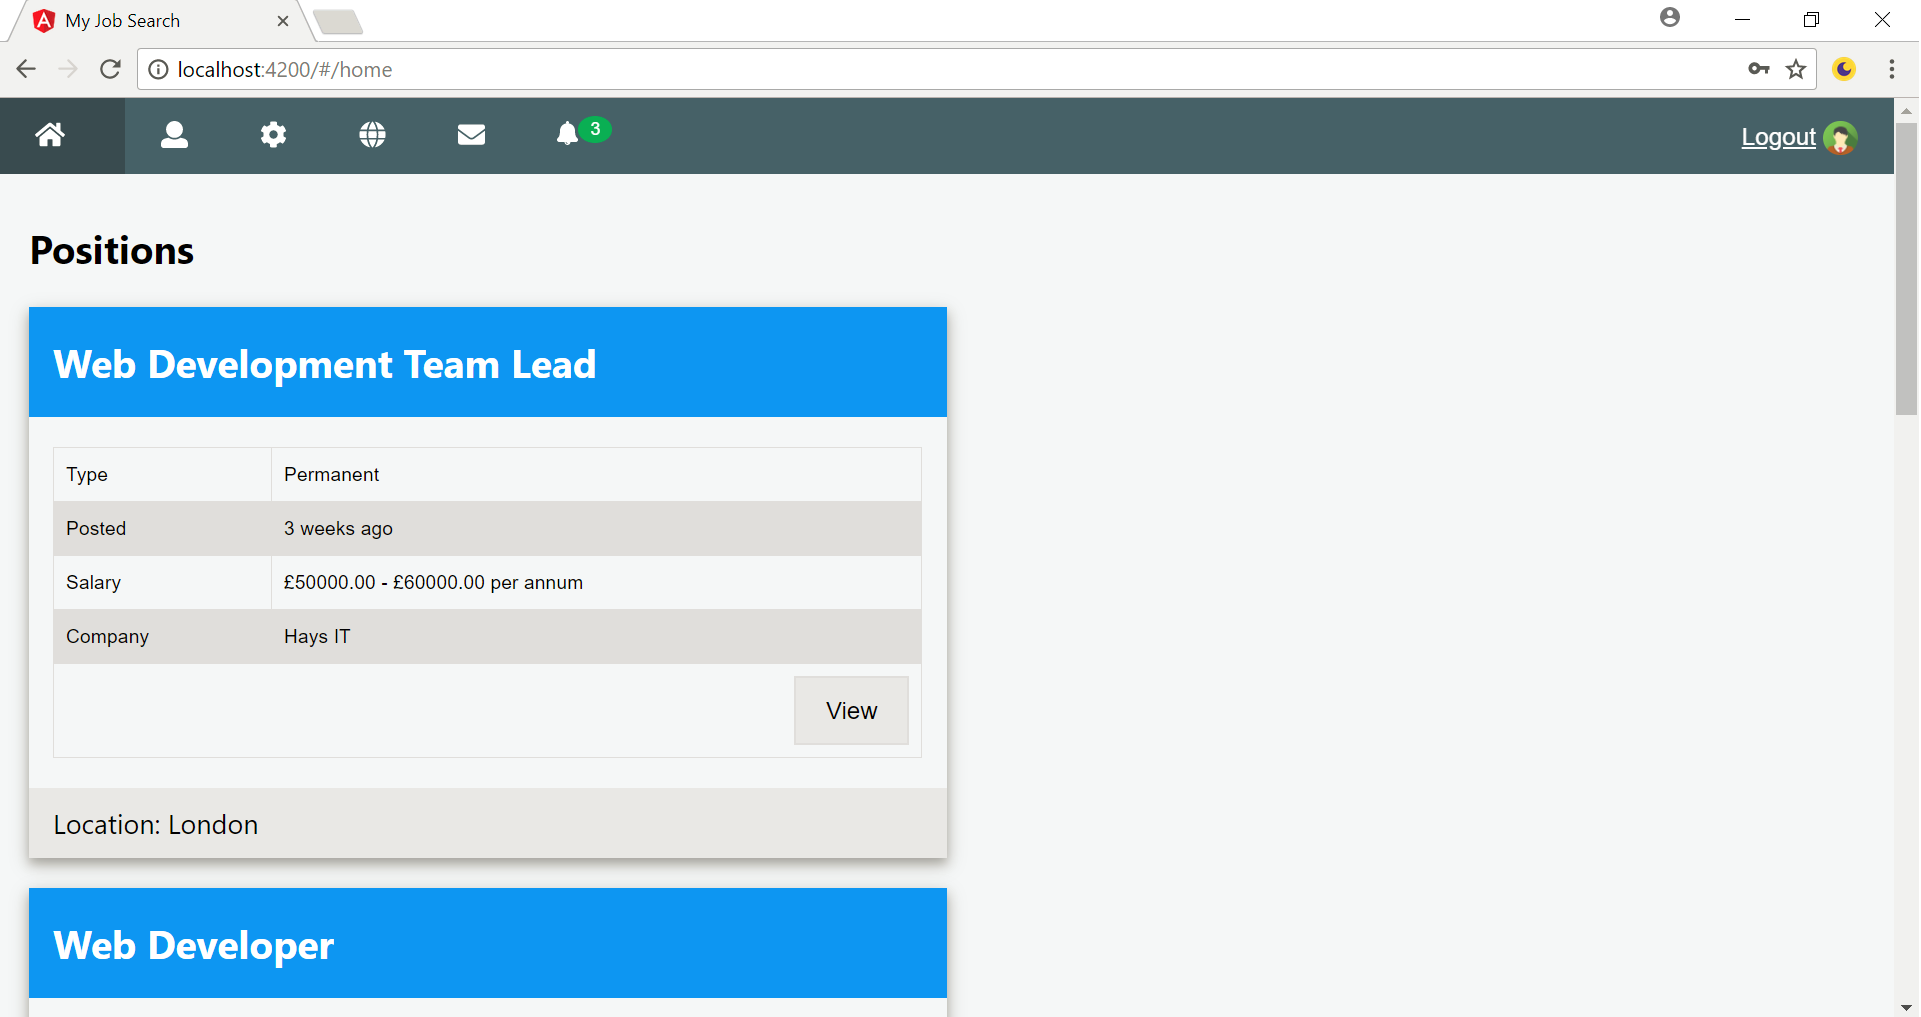 My Job Search
localhost:4200/#/home
3
Logout
Positions
Web Development Team Lead
Type Permanent
Posted 3 weeks ago
Salary £50000.00 - £60000.00 per annum
Company Hays IT
View
Location: London
Web Developer